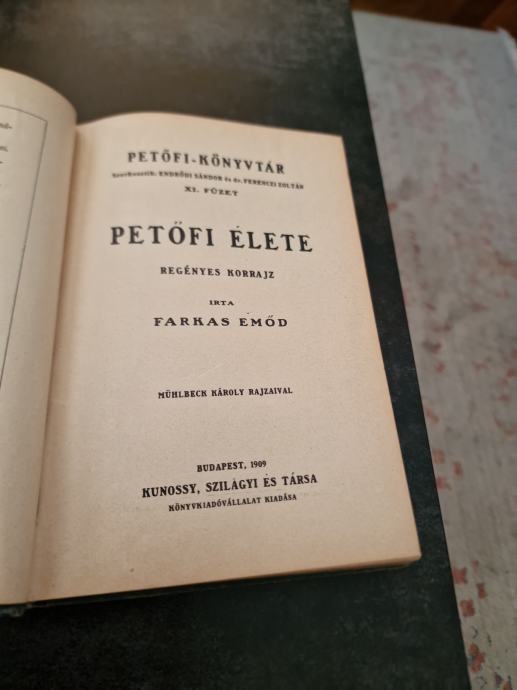 nd-
PETŐFI-KÖNYVTÁR
Szerkesztik: ENDRŐDI SÁNDOR és dr. FERENCZI ZOLTÁN
XI. FÜZET
PETŐFI ÉLETE
REGÉNYES KORRAJZ
IRTA
FARKAS EMŐD
MÜHLBECK KÁROLY RAJZAIVAL
BUDAPEST, 1909
KUNOSSY, SZILÁGYI ÉS TÁRSA
KÖNYVKIADÓVÁLLALAT KIADÁSA